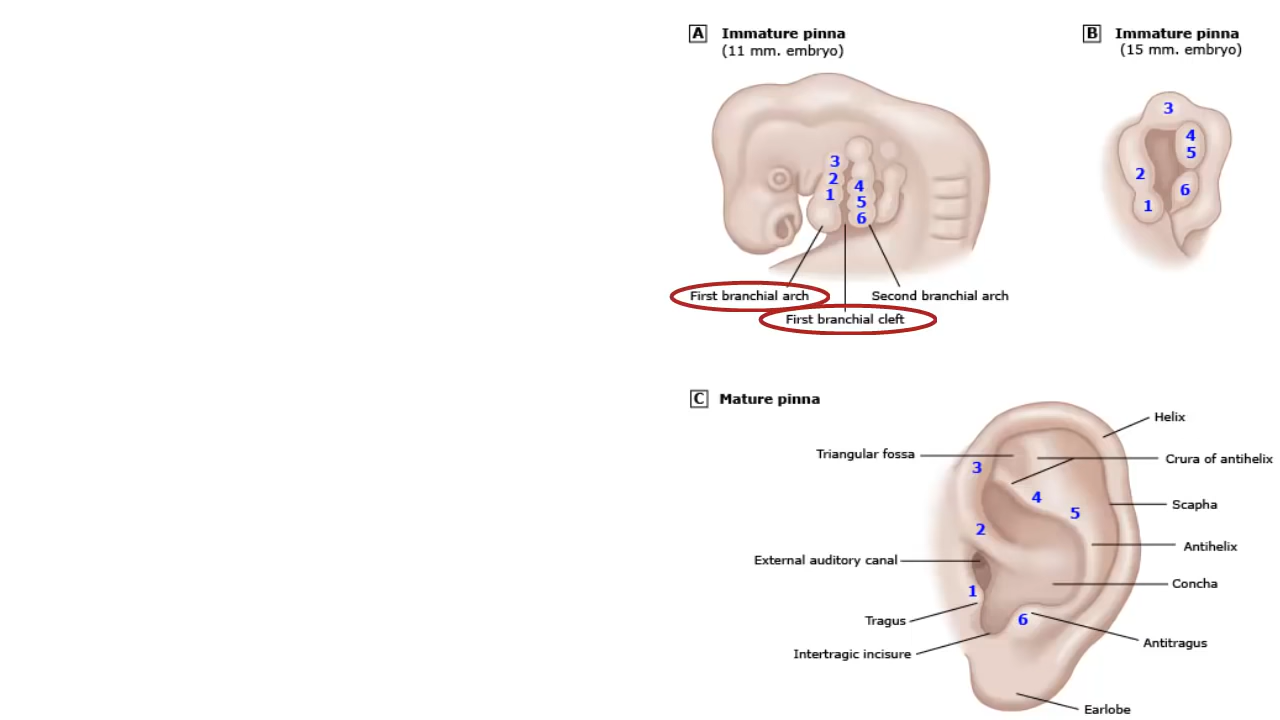 A Immature pinna
(11 mm. embryo)
3
2
1
4
5
6
First branchial arch
Second branchial arch
First branchial cleft
B Immature pinna
(15 mm. embryo)
3
4
5
2
6
1
C Mature pinna
Helix
Triangular fossa
Crura of antihelix
3
4
Scapha
5
2
Antihelix
External auditory canal
Concha
1
Tragus
6
Antitragus
Intertragic incisure
Earlobe